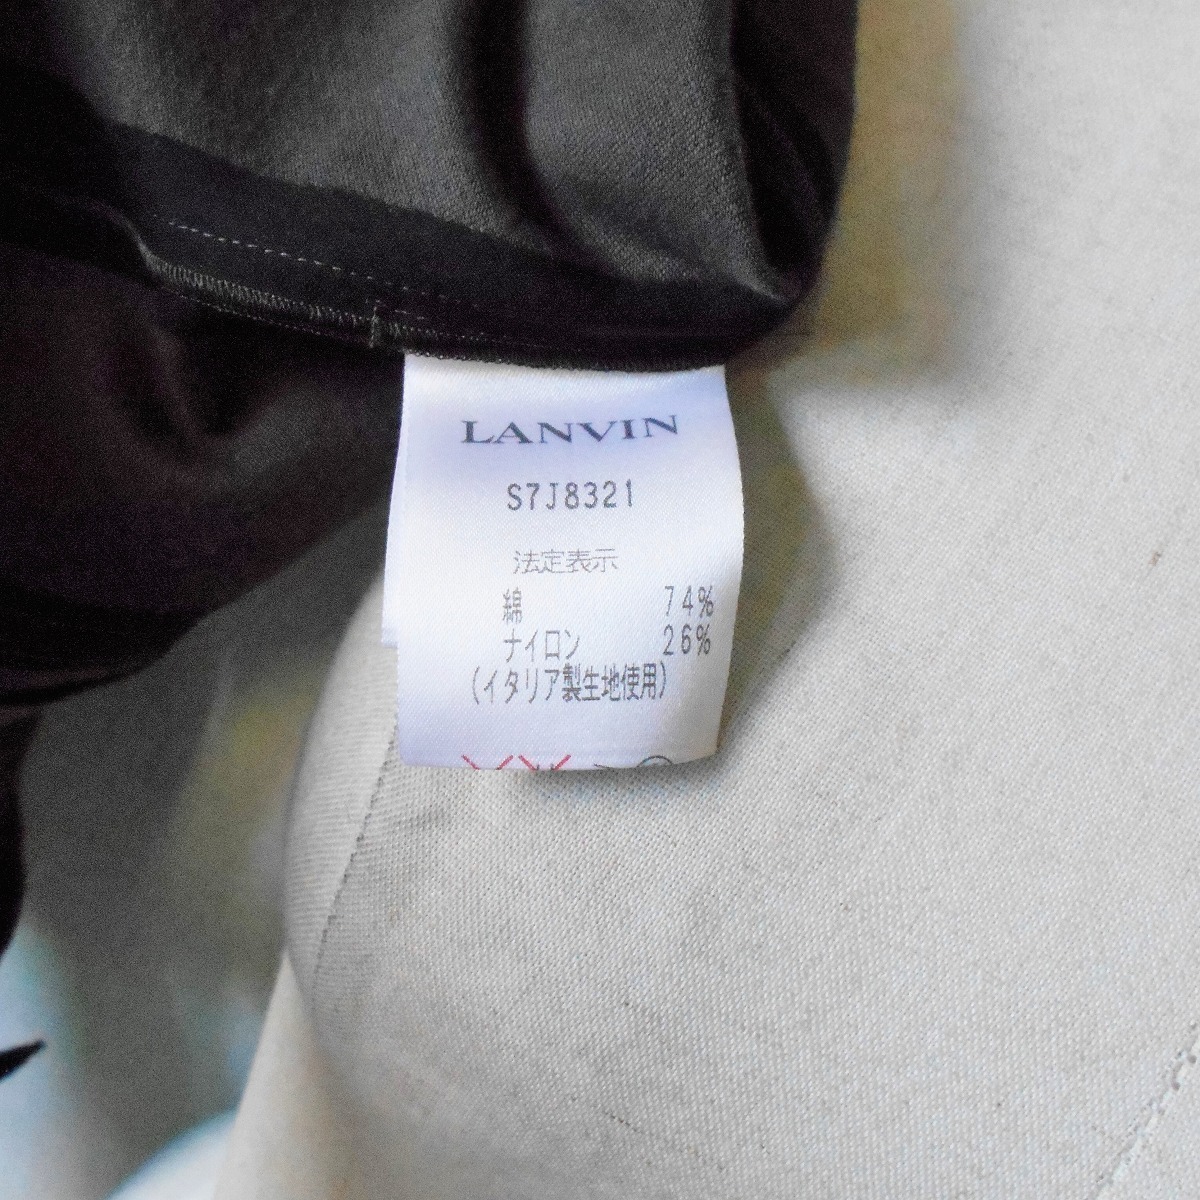 LANVIN
S7J8321
法定表示
綿 74%
ナイロン 26%
(イタリア製生地使用)